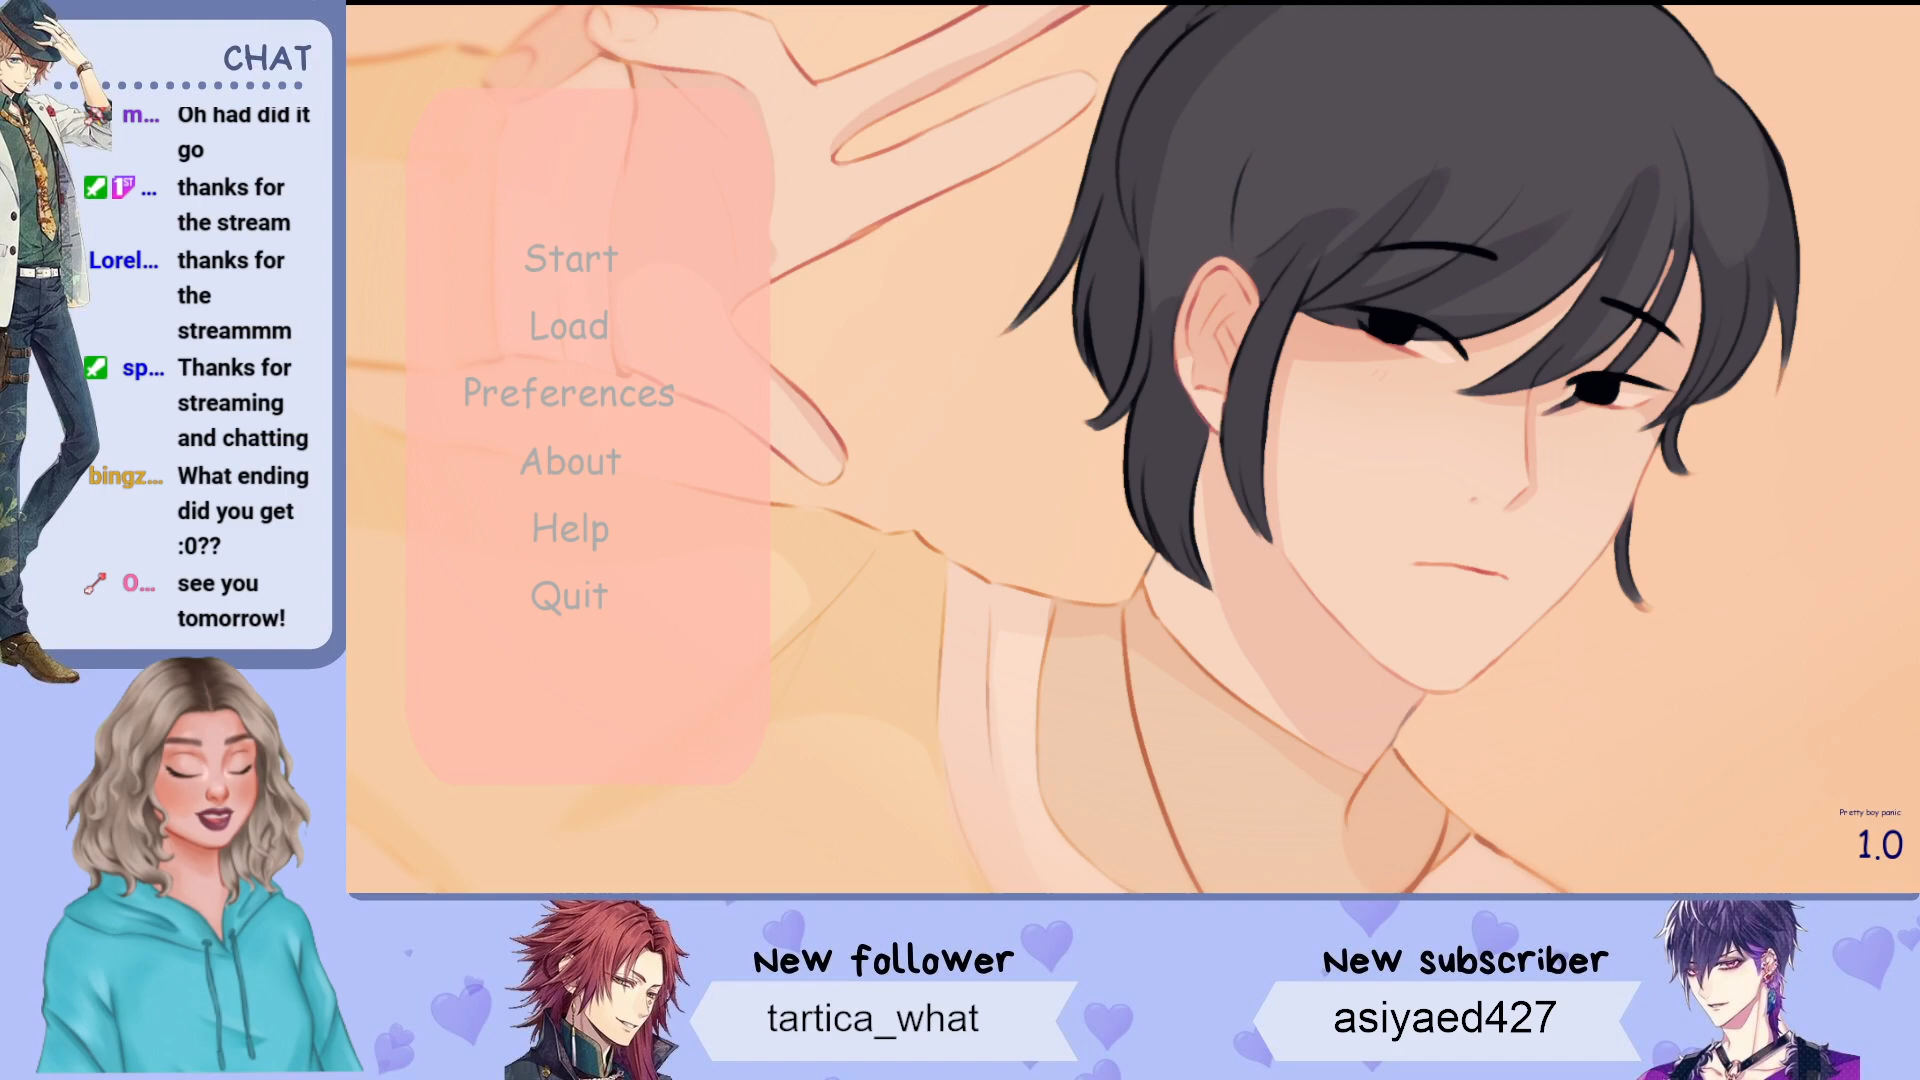 CHAT
m... Oh had did it
go
1ST ... thanks for
the stream
Lorel... thanks for
the
streammm
sp... Thanks for
streaming
and chatting
bingz... What ending
did you get
:0??
O... see you
tomorrow!
Start
Load
Preferences
About
Help
Quit
Pretty boy panic
1.0
New follower
tartica_what
New subscriber
asiyaed427